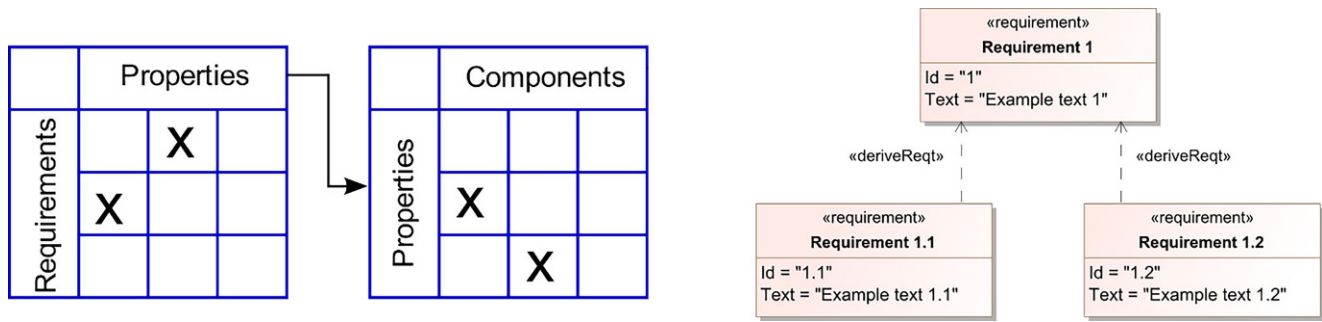 Properties
Requirements
X
X
Components
Properties
X
X
«requirement»
Requirement 1
Id = "1"
Text = "Example text 1"
«deriveReqt»
«deriveReqt»
«requirement»
Requirement 1.1
Id = "1.1"
Text = "Example text 1.1"
«requirement»
Requirement 1.2
Id = "1.2"
Text = "Example text 1.2"